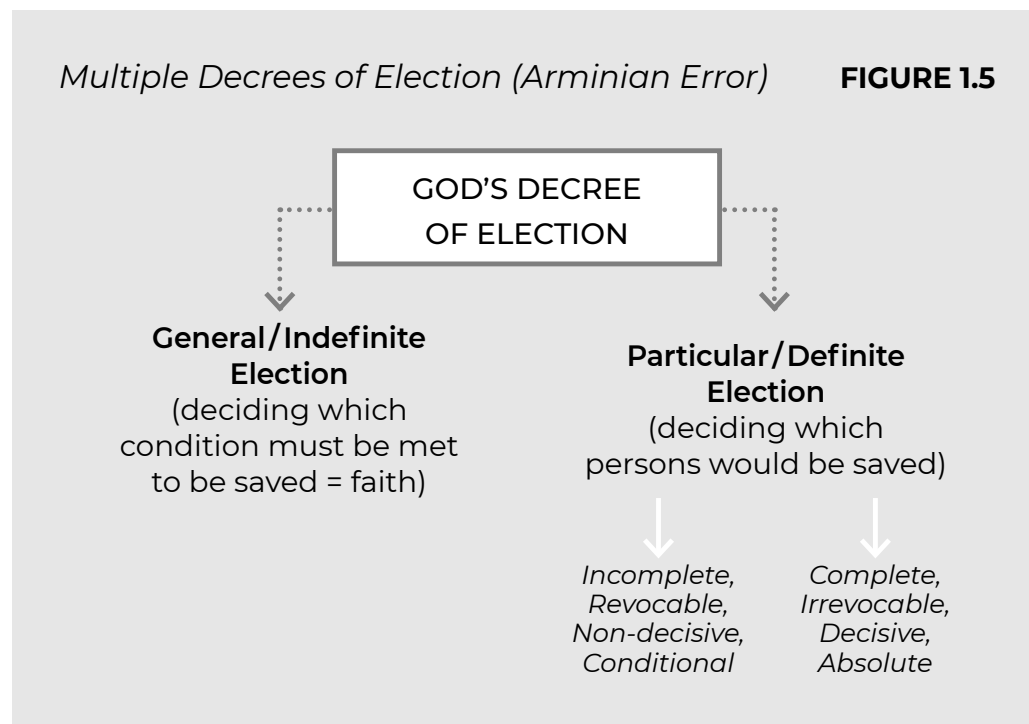 Multiple Decrees of Election (Arminian Error) FIGURE 1.5
GOD’S DECREE
OF ELECTION
General/Indefinite
Election
(deciding which
condition must be met
to be saved = faith)
Particular/Definite
Election
(deciding which
persons would be saved)
Incomplete,
Revocable,
Non-decisive,
Conditional
Complete,
Irrevocable,
Decisive,
Absolute